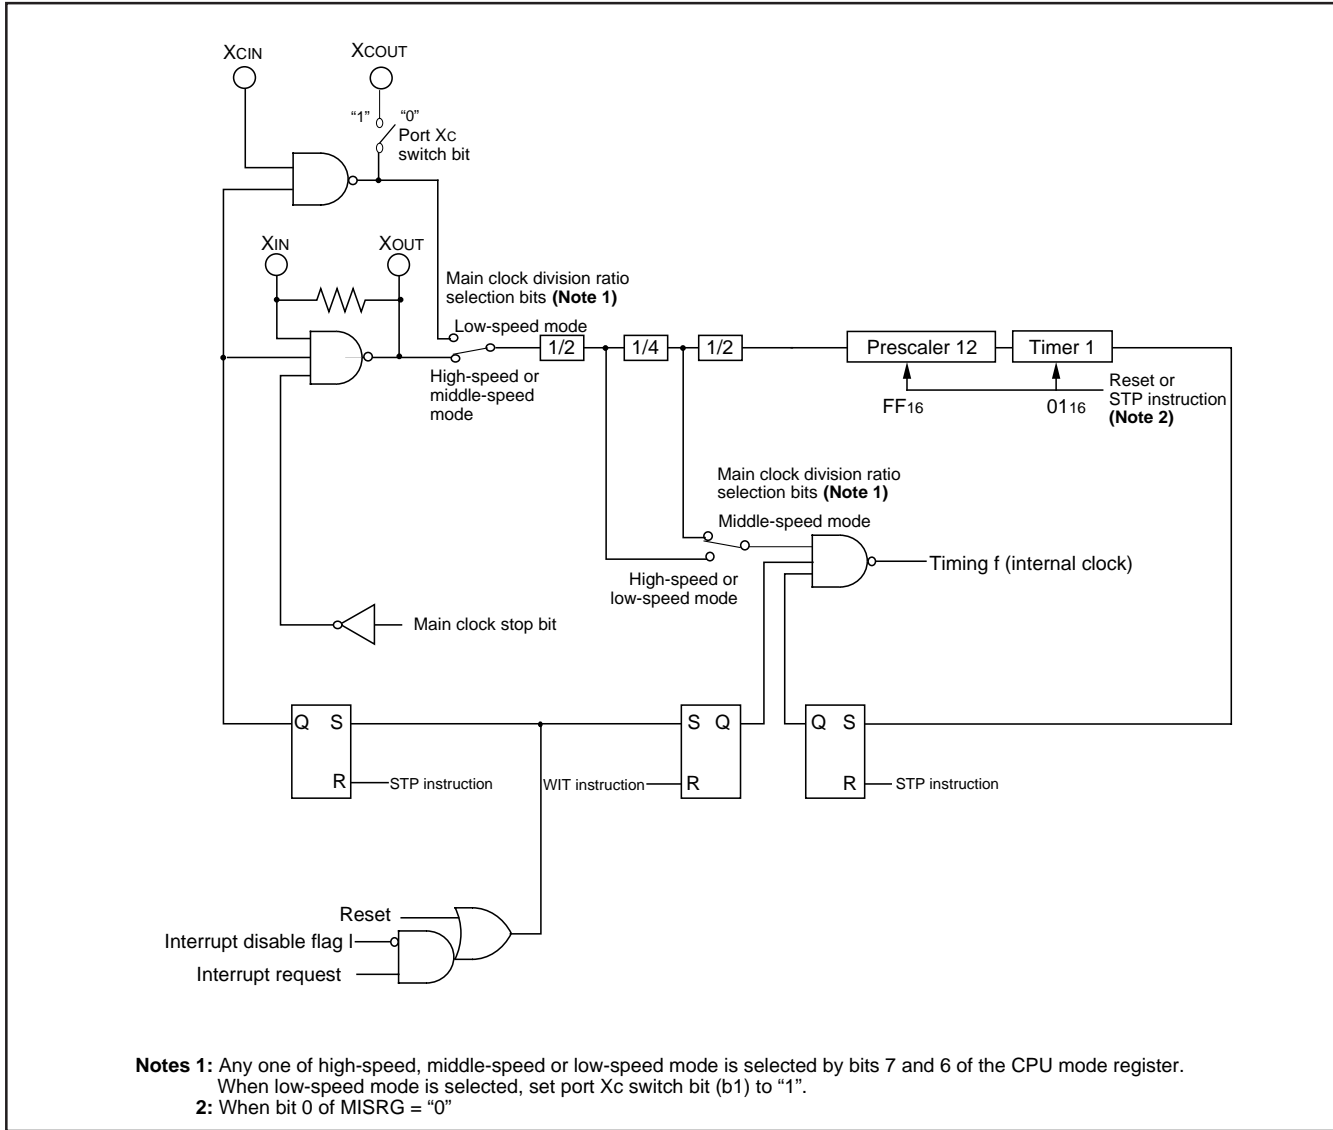 XCIN
XCOUT
“1” “0”
Port XC
switch bit
XIN
XOUT
Main clock division ratio
selection bits (Note 1)
Low-speed mode
1/2
1/4
1/2
Prescaler 12
Timer 1
High-speed or
middle-speed
mode
FF16
0116
Reset or
STP instruction
(Note 2)
Main clock division ratio
selection bits (Note 1)
Middle-speed mode
High-speed or
low-speed mode
Timing f (internal clock)
Main clock stop bit
Q S
R
STP instruction
S Q
R
WIT instruction
Q S
R
STP instruction
Reset
Interrupt disable flag I
Interrupt request
Notes 1: Any one of high-speed, middle-speed or low-speed mode is selected by bits 7 and 6 of the CPU mode register.
When low-speed mode is selected, set port Xc switch bit (b1) to “1”.
2: When bit 0 of MISRG = “0”